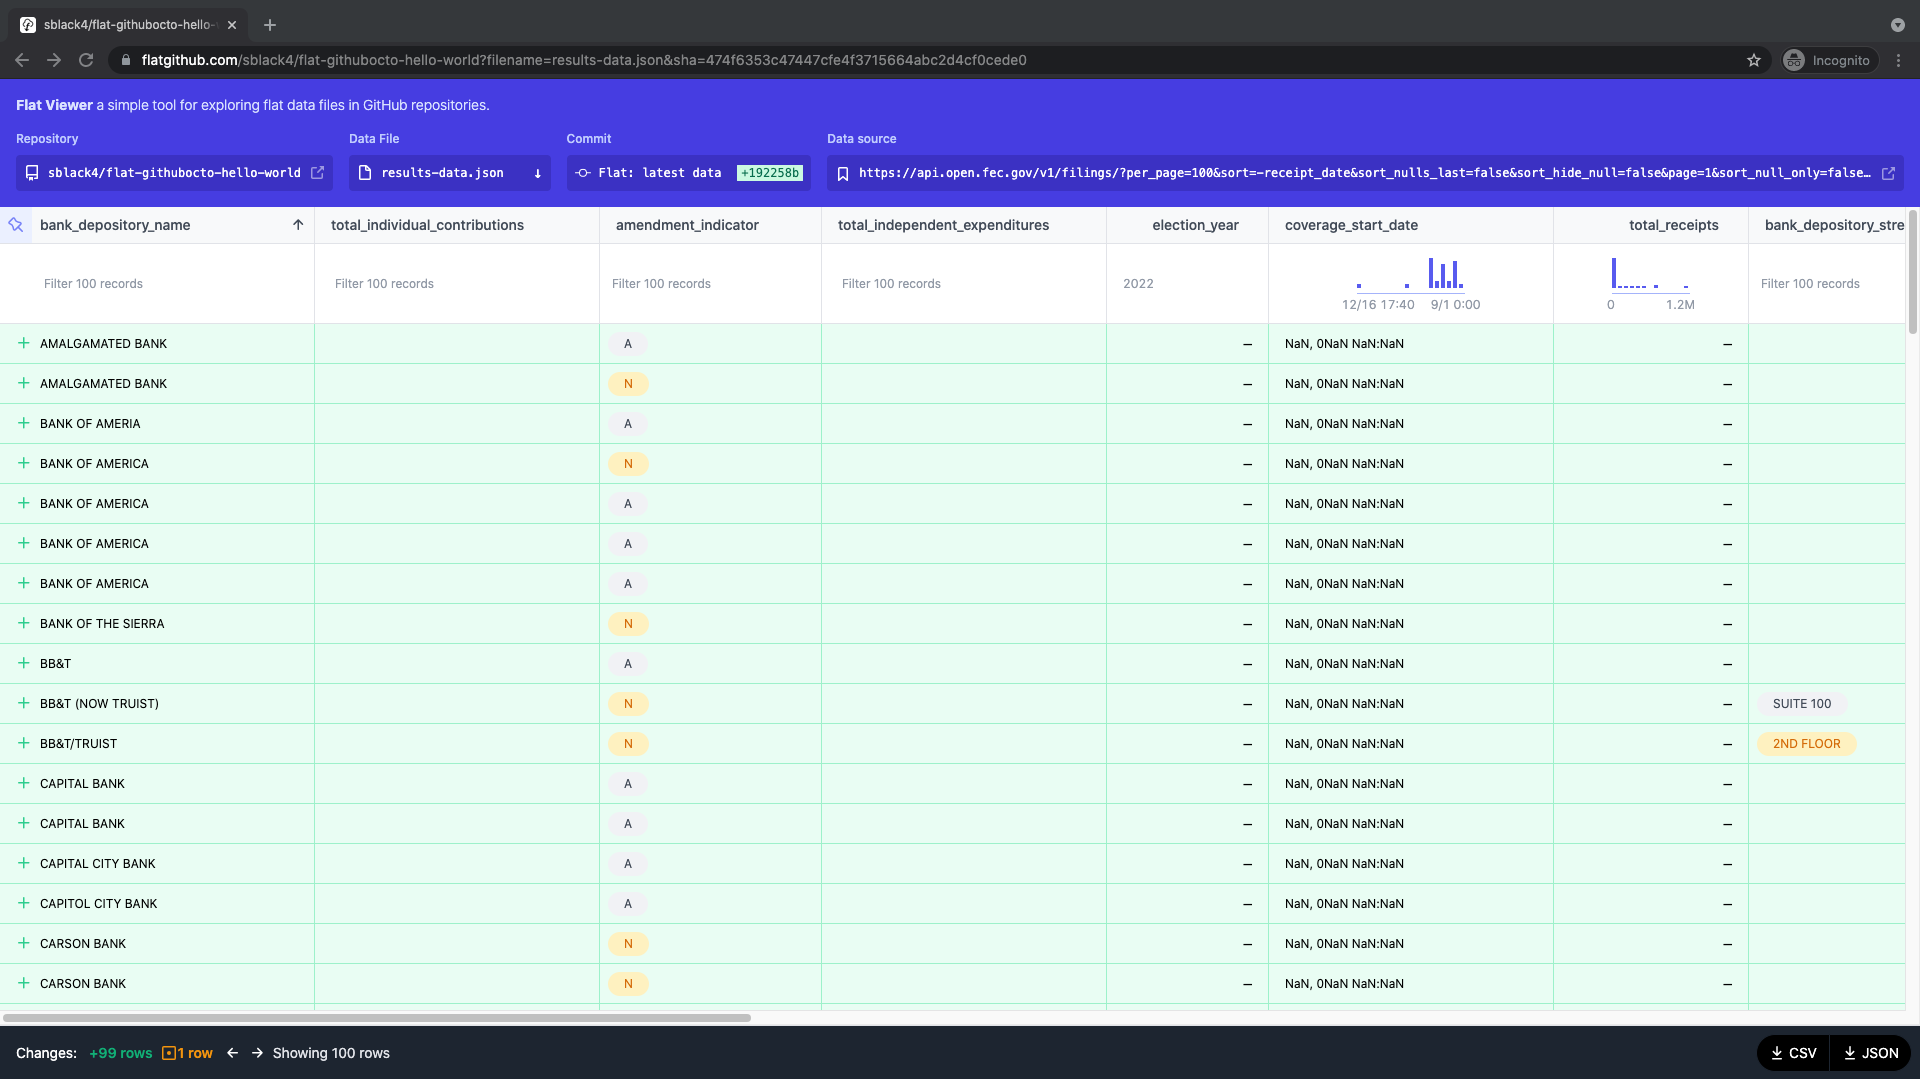 sblack4/flat-githubocto-hello-
flatgithub.com/sblack4/flat-githubocto-hello-world?filename=results-data.json&sha=474f6353c47447cfe4f3715664abc2d4cf0cede0
Incognito
Flat Viewer a simple tool for exploring flat data files in GitHub repositories.
Repository Data File Commit Data source
sblack4/flat-githubocto-hello-world results-data.json ↓ Flat: latest data +192258b https://api.open.fec.gov/v1/filings/?per_page=100&sort=-receipt_date&sort_nulls_last=false&sort_hide_null=false&page=1&sort_null_only=false…
bank_depository_name ↑ total_individual_contributions amendment_indicator total_independent_expenditures election_year coverage_start_date total_receipts bank_depository_stre
Filter 100 records Filter 100 records Filter 100 records Filter 100 records 2022 12/16 17:40 9/1 0:00 0 1.2M Filter 100 records
+ AMALGAMATED BANK A – NaN, 0NaN NaN:NaN –
+ AMALGAMATED BANK N – NaN, 0NaN NaN:NaN –
+ BANK OF AMERIA A – NaN, 0NaN NaN:NaN –
+ BANK OF AMERICA N – NaN, 0NaN NaN:NaN –
+ BANK OF AMERICA A – NaN, 0NaN NaN:NaN –
+ BANK OF AMERICA A – NaN, 0NaN NaN:NaN –
+ BANK OF AMERICA A – NaN, 0NaN NaN:NaN –
+ BANK OF THE SIERRA N – NaN, 0NaN NaN:NaN –
+ BB&T A – NaN, 0NaN NaN:NaN –
+ BB&T (NOW TRUIST) N – NaN, 0NaN NaN:NaN – SUITE 100
+ BB&T/TRUIST N – NaN, 0NaN NaN:NaN – 2ND FLOOR
+ CAPITAL BANK A – NaN, 0NaN NaN:NaN –
+ CAPITAL BANK A – NaN, 0NaN NaN:NaN –
+ CAPITAL CITY BANK A – NaN, 0NaN NaN:NaN –
+ CAPITOL CITY BANK A – NaN, 0NaN NaN:NaN –
+ CARSON BANK N – NaN, 0NaN NaN:NaN –
+ CARSON BANK N – NaN, 0NaN NaN:NaN –
Changes: +99 rows 1 row ← → Showing 100 rows CSV JSON